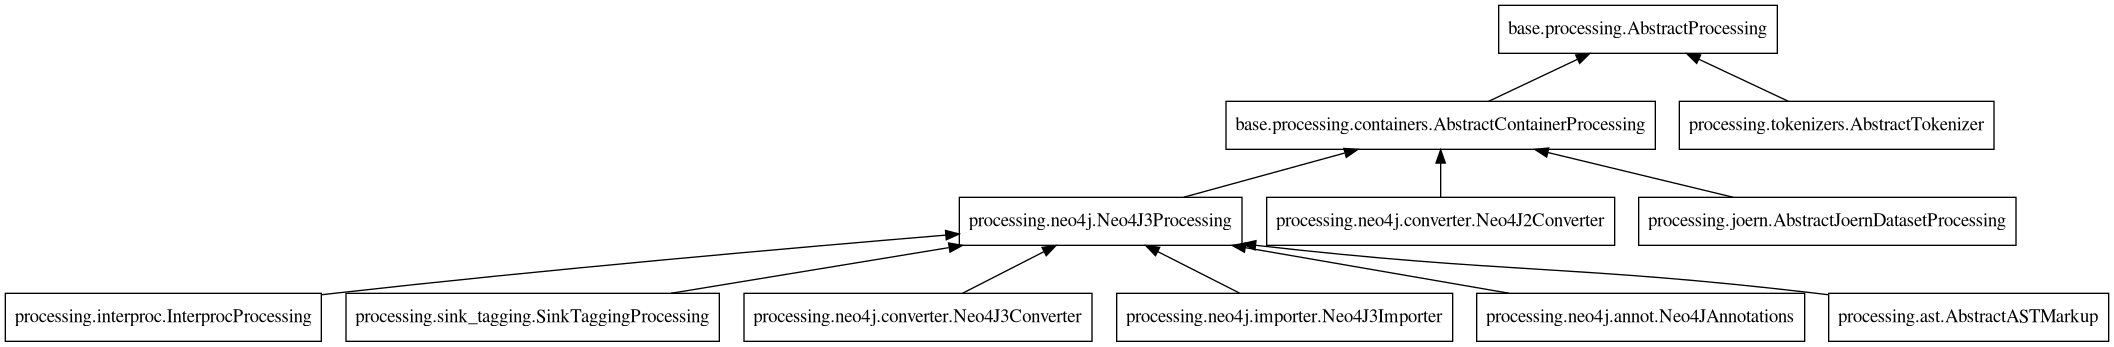 base.processing.AbstractProcessing
base.processing.containers.AbstractContainerProcessing
processing.tokenizers.AbstractTokenizer
processing.neo4j.Neo4J3Processing
processing.neo4j.converter.Neo4J2Converter
processing.joern.AbstractJoernDatasetProcessing
processing.interproc.InterprocProcessing
processing.sink_tagging.SinkTaggingProcessing
processing.neo4j.converter.Neo4J3Converter
processing.neo4j.importer.Neo4J3Importer
processing.neo4j.annot.Neo4JAnnotations
processing.ast.AbstractASTMarkup